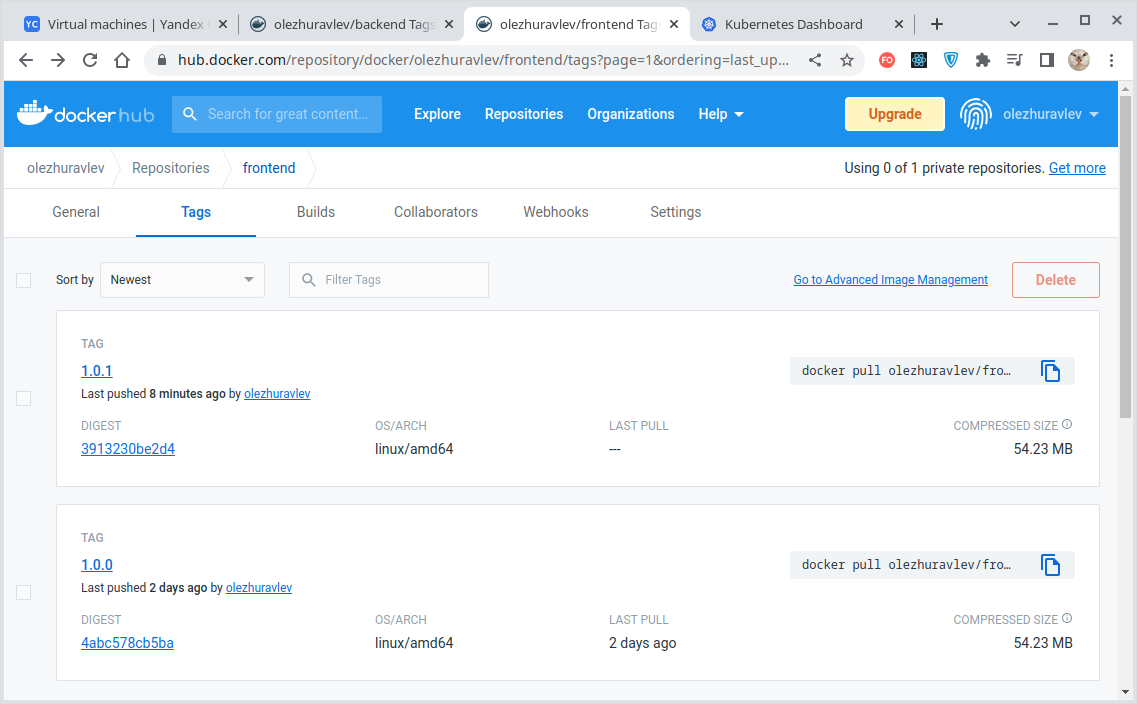 YC Virtual machines | Yandex olezhuravlev/backend Tags olezhuravlev/frontend Tag Kubernetes Dashboard
hub.docker.com/repository/docker/olezhuravlev/frontend/tags?page=1&ordering=last_up... FO
docker hub Search for great content... Explore Repositories Organizations Help Upgrade olezhuravlev
olezhuravlev Repositories frontend Using 0 of 1 private repositories. Get more
General Tags Builds Collaborators Webhooks Settings
Sort by Newest Filter Tags Go to Advanced Image Management Delete
TAG
1.0.1 docker pull olezhuravlev/fro...
Last pushed 8 minutes ago by olezhuravlev
DIGEST OS/ARCH LAST PULL COMPRESSED SIZE
3913230be2d4 linux/amd64 --- 54.23 MB
TAG
1.0.0 docker pull olezhuravlev/fro...
Last pushed 2 days ago by olezhuravlev
DIGEST OS/ARCH LAST PULL COMPRESSED SIZE
4abc578cb5ba linux/amd64 2 days ago 54.23 MB